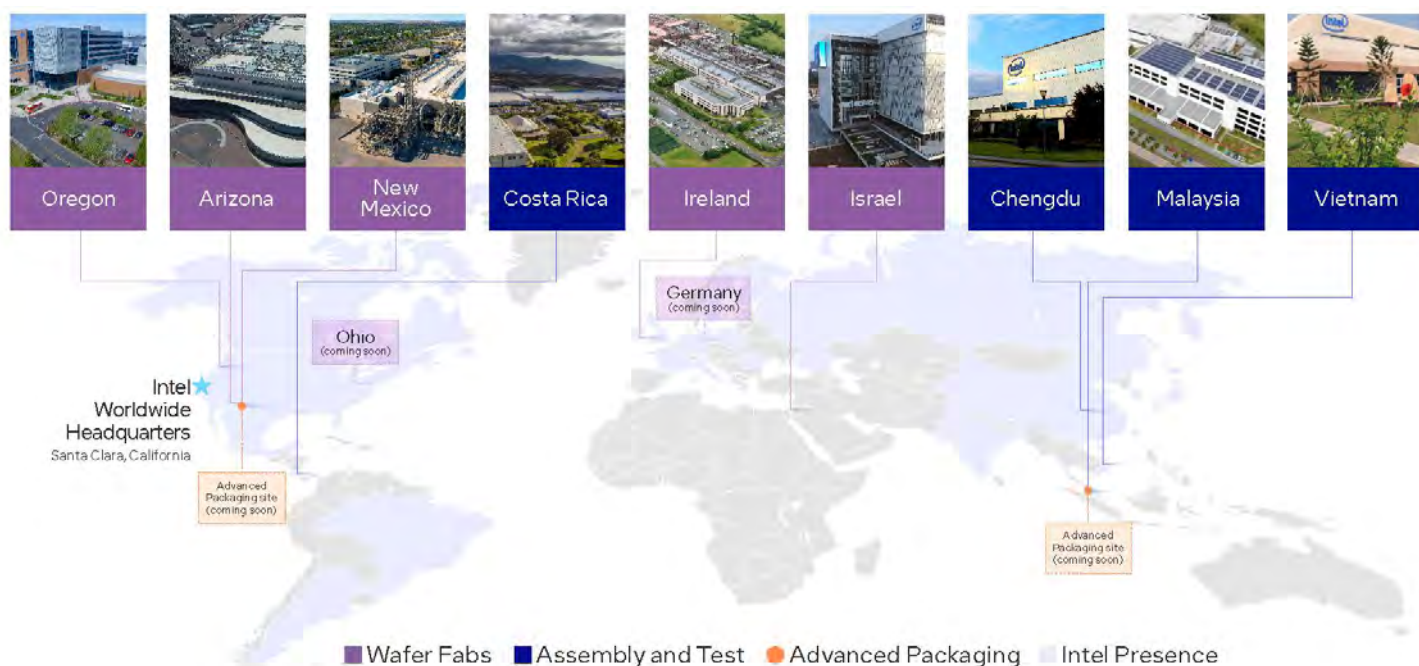 intel
intel
Oregon
Arizona
New
Mexico
Costa Rica
Ireland
Israel
Chengdu
Malaysia
Vietnam
Germany
(coming soon)
Ohio
(coming soon)
Intel
Worldwide
Headquarters
Santa Clara, California
Advanced
Packaging site
(coming soon)
Advanced
Packaging site
(coming soon)
Wafer Fabs
Assembly and Test
Advanced Packaging
Intel Presence